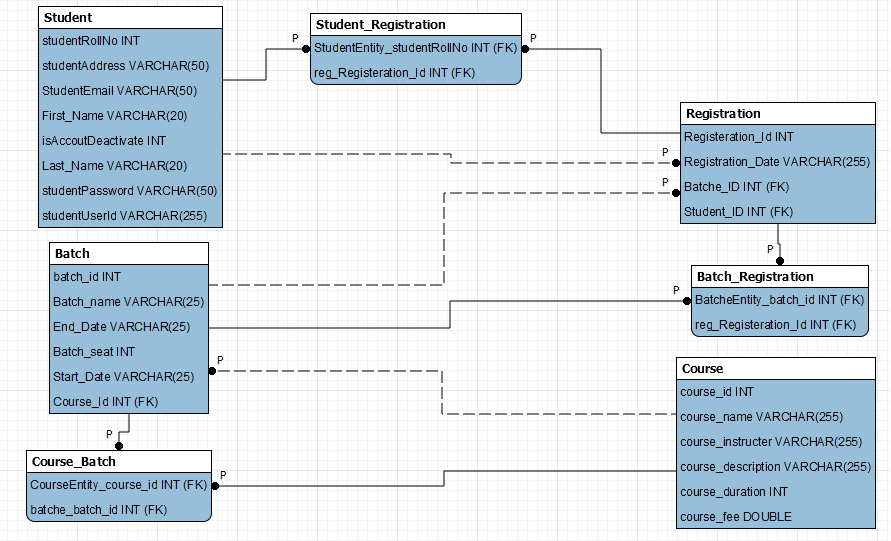 Student
studentRollNo INT
studentAddress VARCHAR(50)
StudentEmail VARCHAR(50)
First_Name VARCHAR(20)
isAccoutDeactivate INT
Last_Name VARCHAR(20)
studentPassword VARCHAR(50)
studentUserId VARCHAR(255)
P
Student_Registration
StudentEntity_studentRollNo INT (FK)
reg_Registeration_Id INT (FK)
P
Registration
Registeration_Id INT
Registration_Date VARCHAR(255)
Batche_ID INT (FK)
Student_ID INT (FK)
P
P
Batch
batch_id INT
Batch_name VARCHAR(25)
End_Date VARCHAR(25)
Batch_seat INT
Start_Date VARCHAR(25)
Course_Id INT (FK)
P
P
Batch_Registration
BatcheEntity_batch_id INT (FK)
reg_Registeration_Id INT (FK)
P
P
Course
course_id INT
course_name VARCHAR(255)
course_instructer VARCHAR(255)
course_description VARCHAR(255)
course_duration INT
course_fee DOUBLE
P
Course_Batch
CourseEntity_course_id INT (FK)
batche_batch_id INT (FK)
P